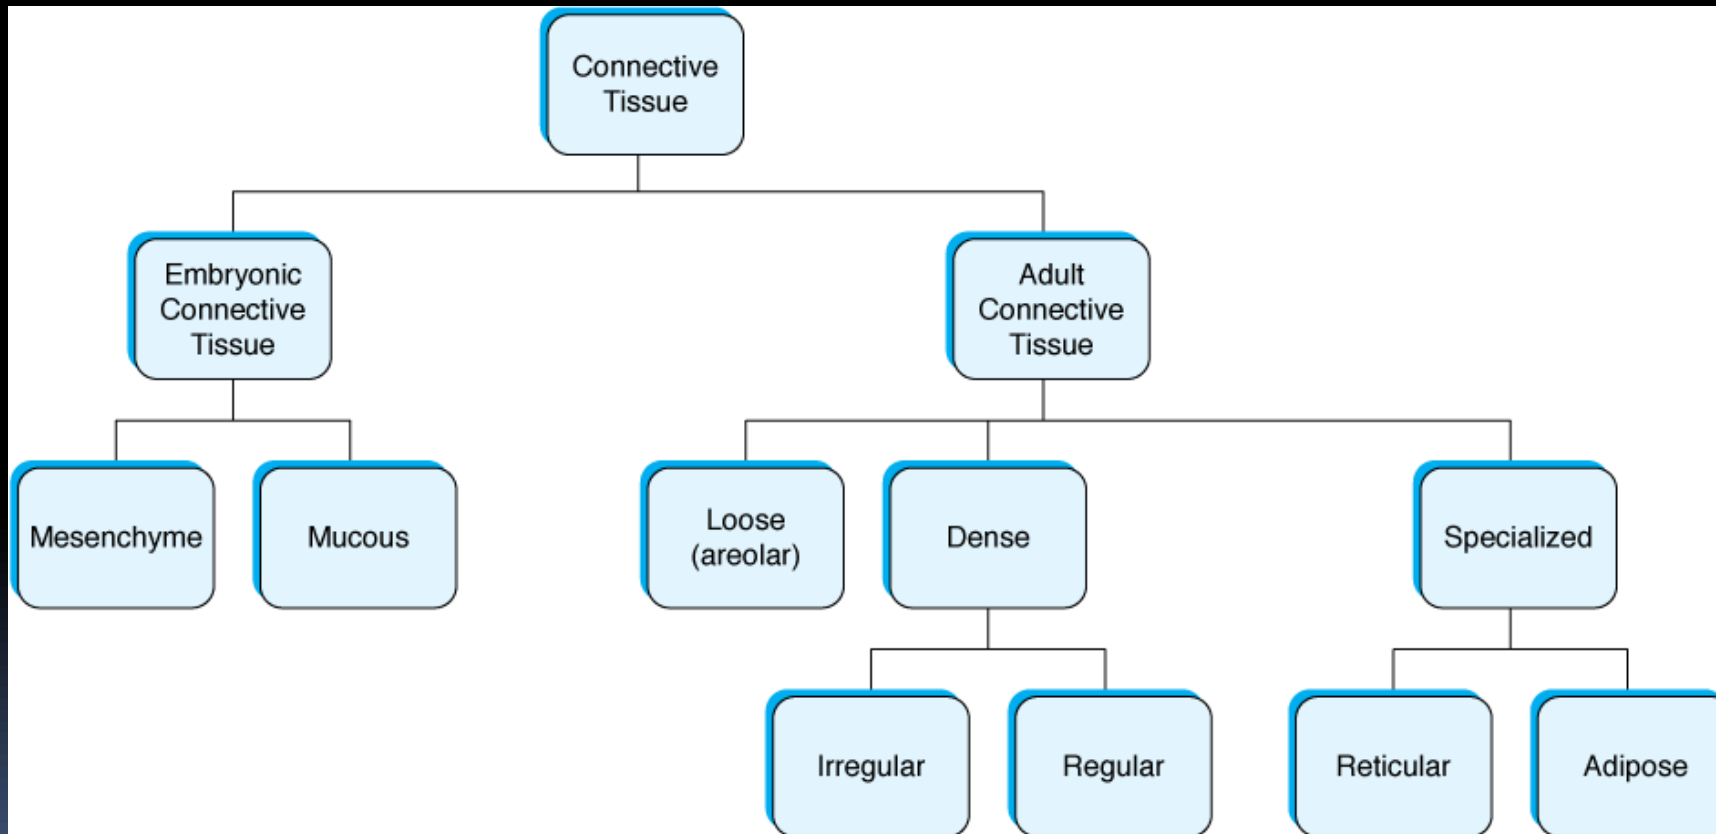 Connective
Tissue
Embryonic
Connective
Tissue
Adult
Connective
Tissue
Mesenchyme
Mucous
Loose
(areolar)
Dense
Specialized
Irregular
Regular
Reticular
Adipose